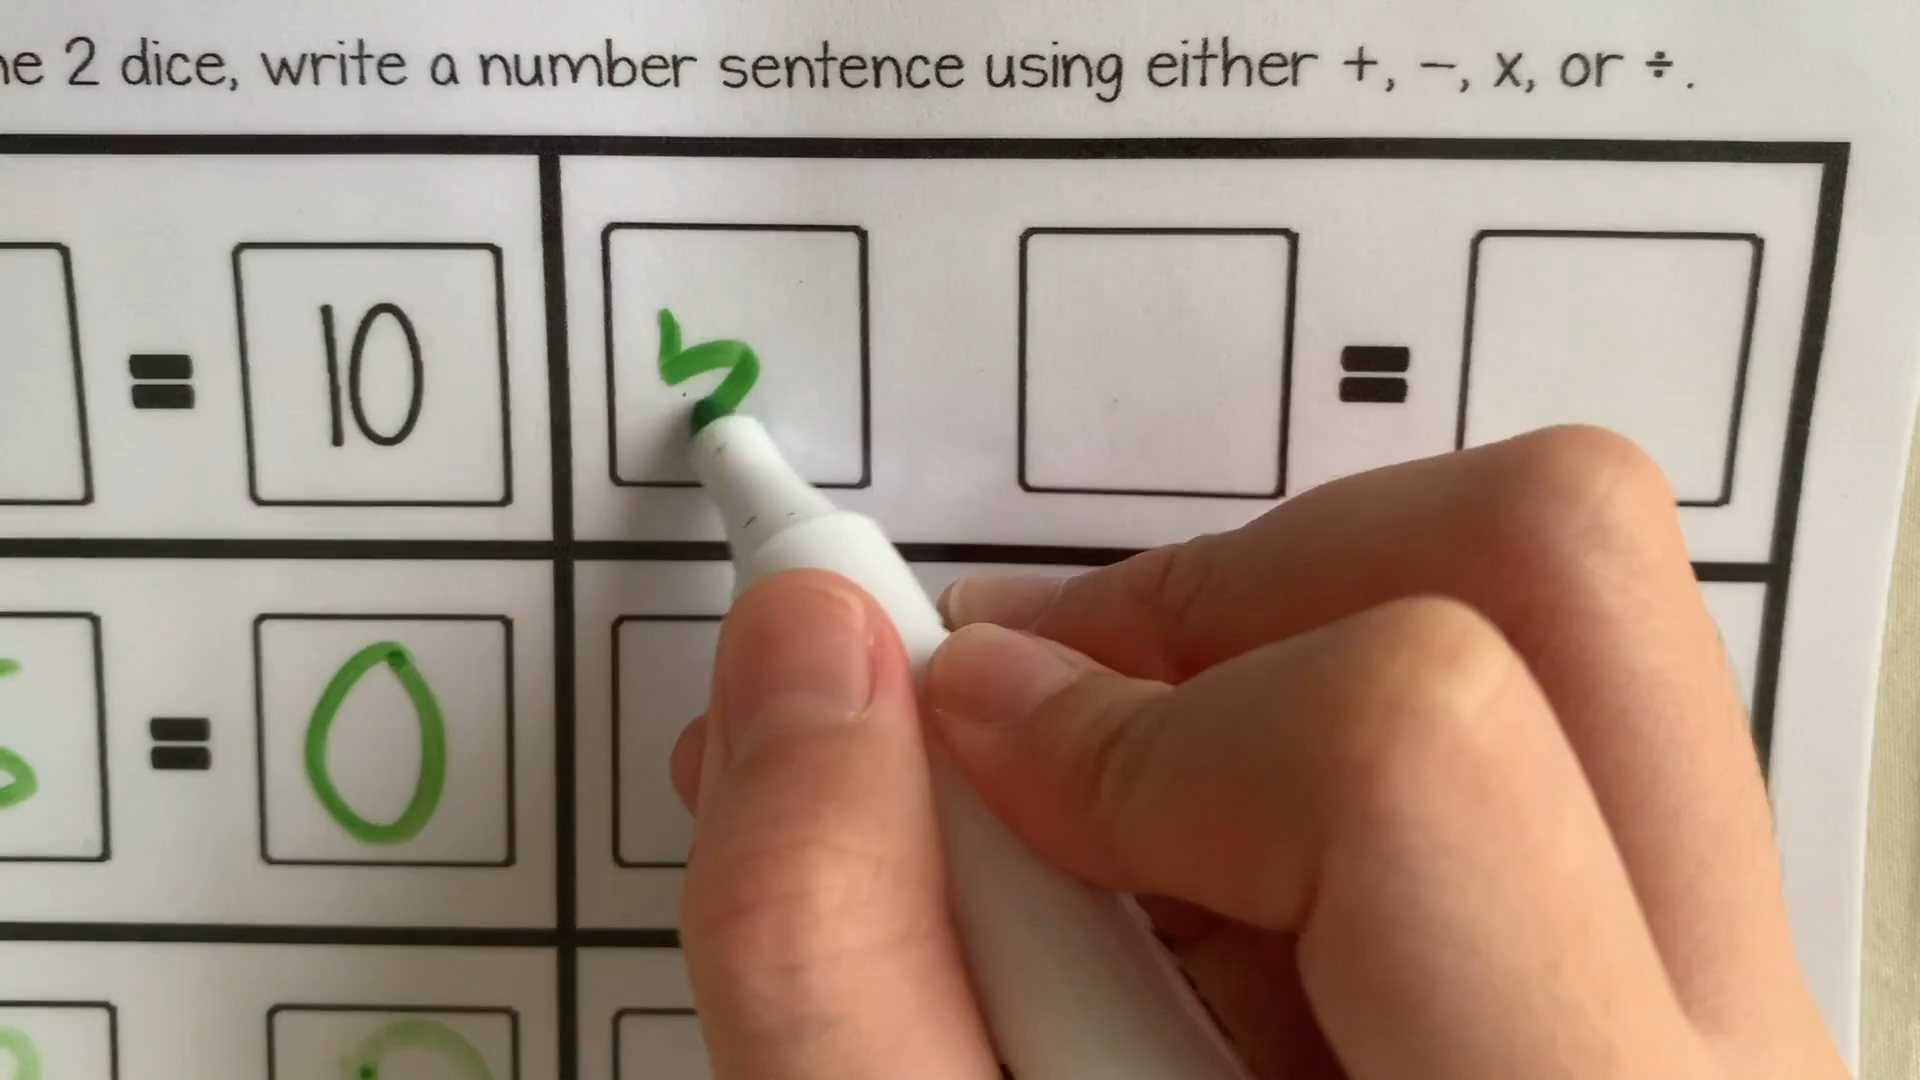 2 dice, write a number sentence using either +, −, x, or ÷.
= 10 =
= 0